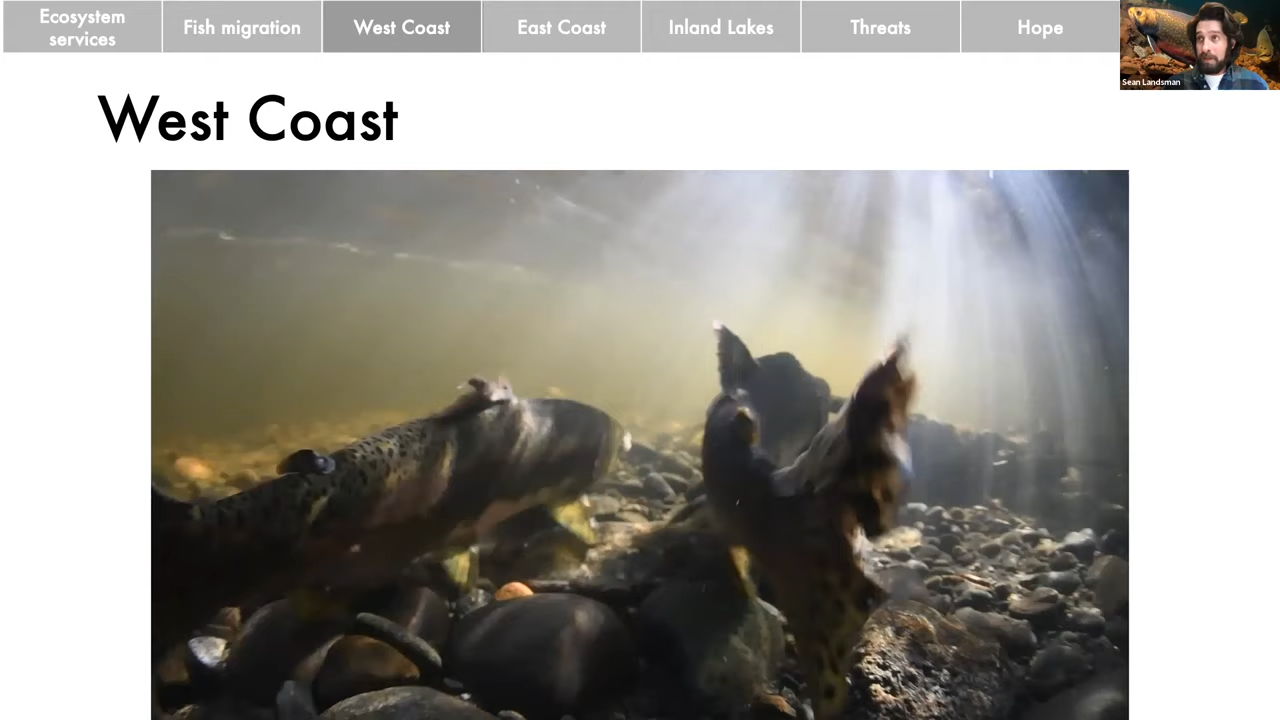 Ecosystem
services
Fish migration
West Coast
East Coast
Inland Lakes
Threats
Hope
Sean Landsman
West Coast